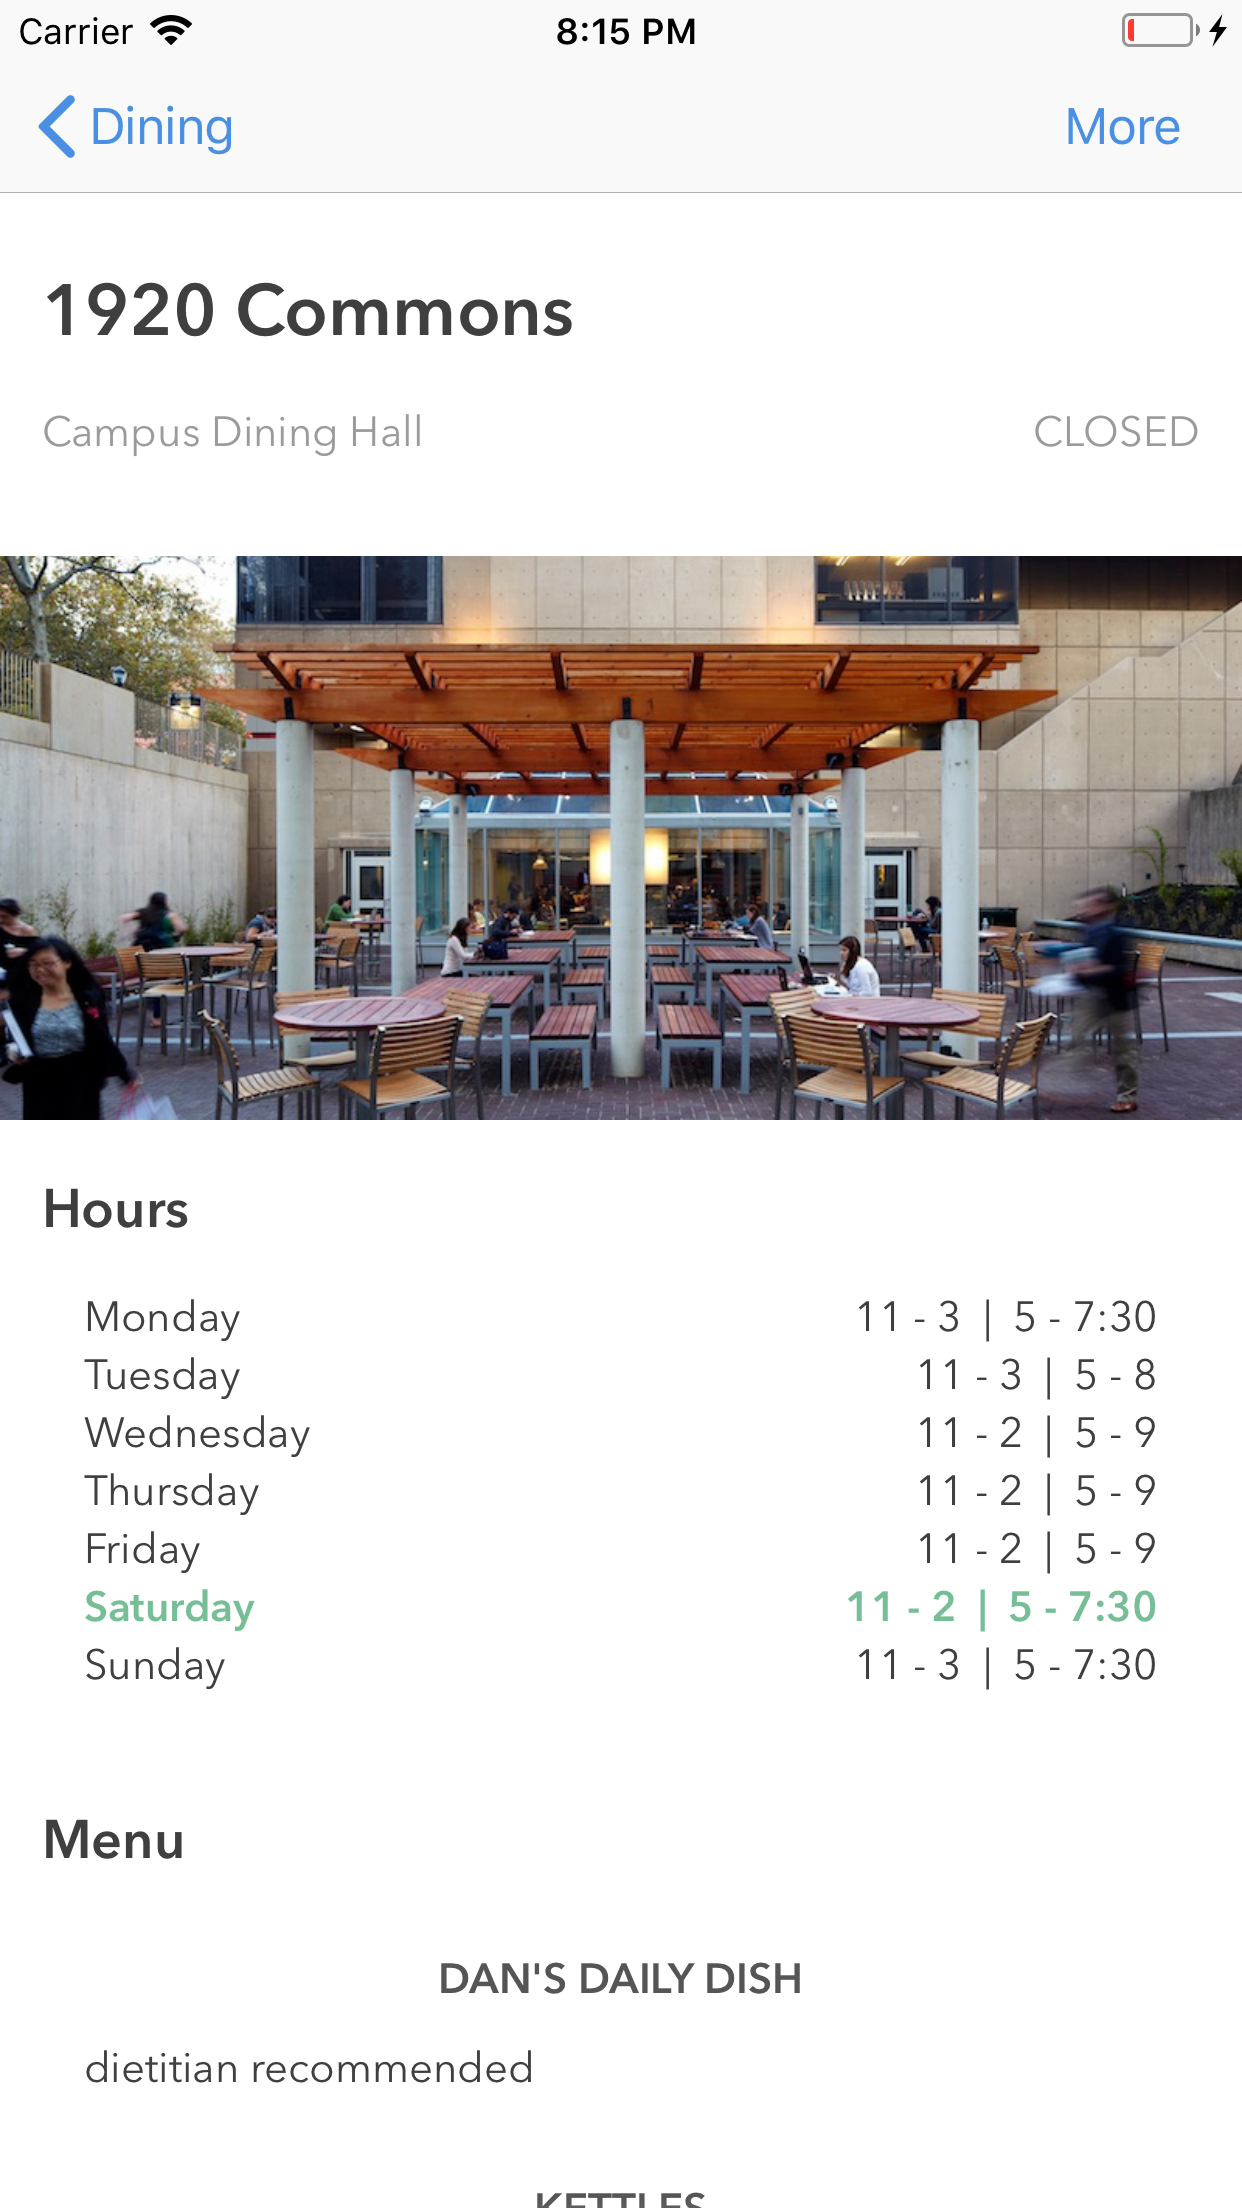 Carrier 8:15 PM
Dining More
1920 Commons
Campus Dining Hall CLOSED
Hours
Monday 11 - 3 | 5 - 7:30
Tuesday 11 - 3 | 5 - 8
Wednesday 11 - 2 | 5 - 9
Thursday 11 - 2 | 5 - 9
Friday 11 - 2 | 5 - 9
Saturday 11 - 2 | 5 - 7:30
Sunday 11 - 3 | 5 - 7:30
Menu
DAN'S DAILY DISH
dietitian recommended
KETTLES